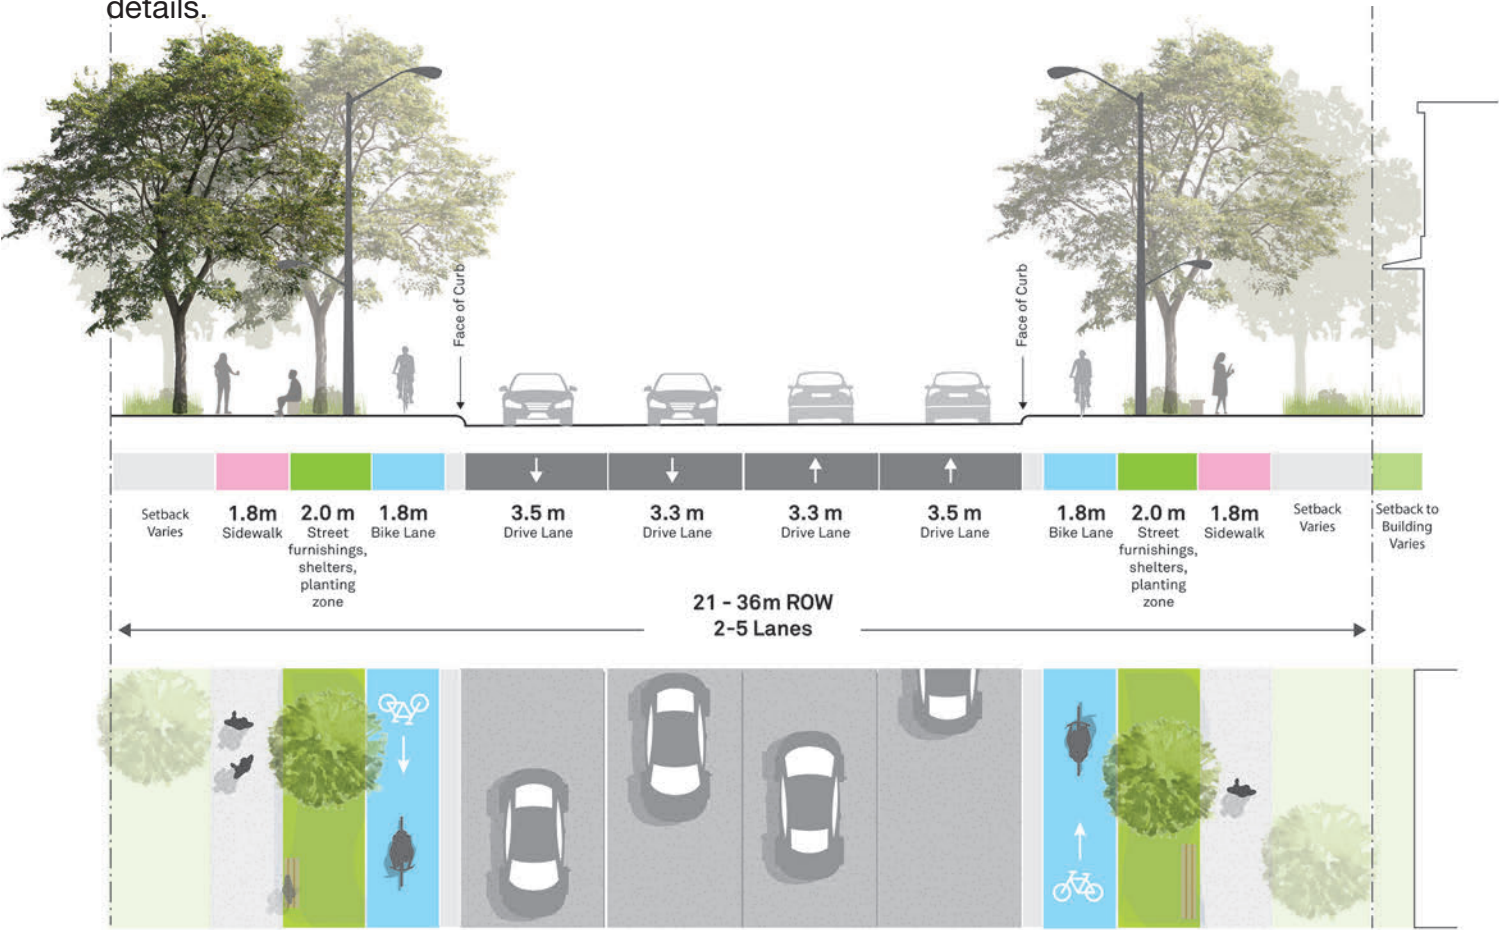 details.
Face of Curb
Face of Curb
Setback
Varies
1.8m
Sidewalk
2.0 m
Street
furnishings,
shelters,
planting
zone
1.8m
Bike Lane
3.5 m
Drive Lane
3.3 m
Drive Lane
3.3 m
Drive Lane
3.5 m
Drive Lane
1.8m
Bike Lane
2.0 m
Street
furnishings,
shelters,
planting
zone
1.8m
Sidewalk
Setback
Varies
Setback to
Building
Varies
21 - 36m ROW
2-5 Lanes